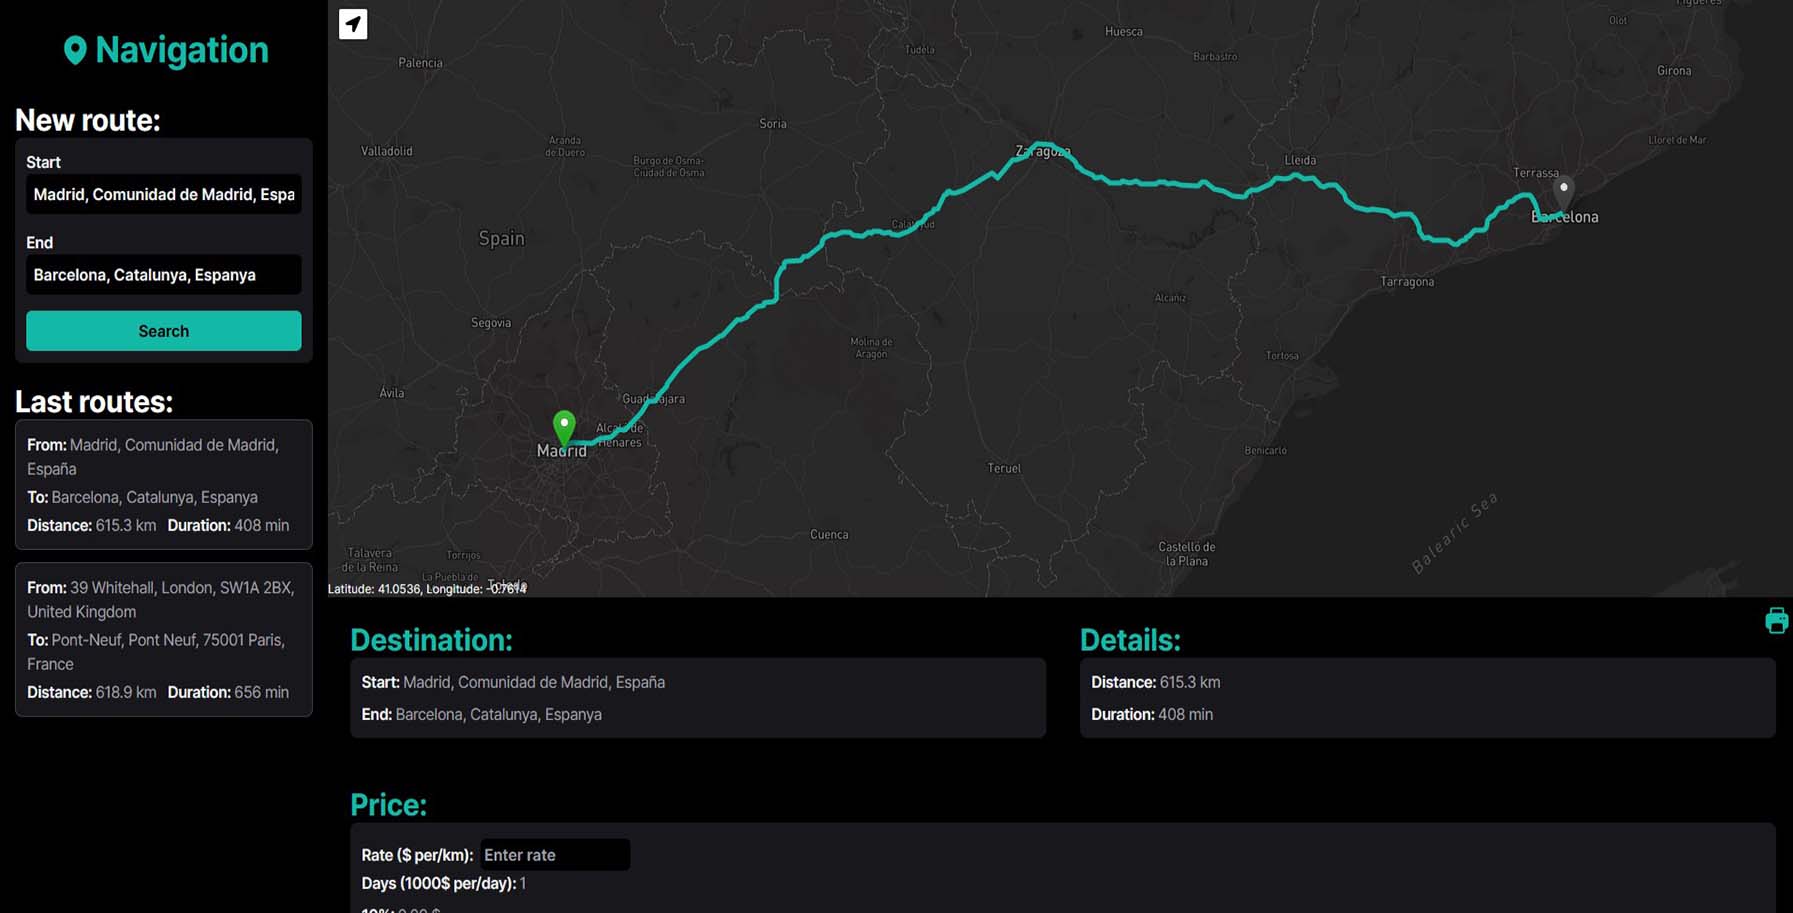 Navigation
New route:
Start
Madrid, Comunidad de Madrid, Espa
End
Barcelona, Catalunya, Espanya
Search
Last routes:
From: Madrid, Comunidad de Madrid,
España
To: Barcelona, Catalunya, Espanya
Distance: 615.3 km Duration: 408 min
From: 39 Whitehall, London, SW1A 2BX,
United Kingdom
To: Pont-Neuf, Pont Neuf, 75001 Paris,
France
Distance: 618.9 km Duration: 656 min
Figueres
Olot
Huesca
Tudela
Barbastro
Palencia
Girona
Soria
Aranda
de Duero
Lloret de Mar
Valladolid
Zaragoza
Burgo de Osma-
Ciudad de Osma
Lleida
Terrassa
Barcelona
Calatayud
Spain
Tarragona
Alcañiz
Segovia
Molina de
Aragón
Tortosa
Ávila
Guadalajara
Alcalá de
Henares
Madrid
Benicarló
Teruel
Balearic Sea
Cuenca
Castelló de
la Plana
Talavera
de la Reina
Torrijos
La Puebla de
Toledo
Latitude: 41.0536, Longitude: -0.7614
Destination:
Start: Madrid, Comunidad de Madrid, España
End: Barcelona, Catalunya, Espanya
Details:
Distance: 615.3 km
Duration: 408 min
Price:
Rate ($ per/km): Enter rate
Days (1000$ per/day): 1
19%: 0.00 $